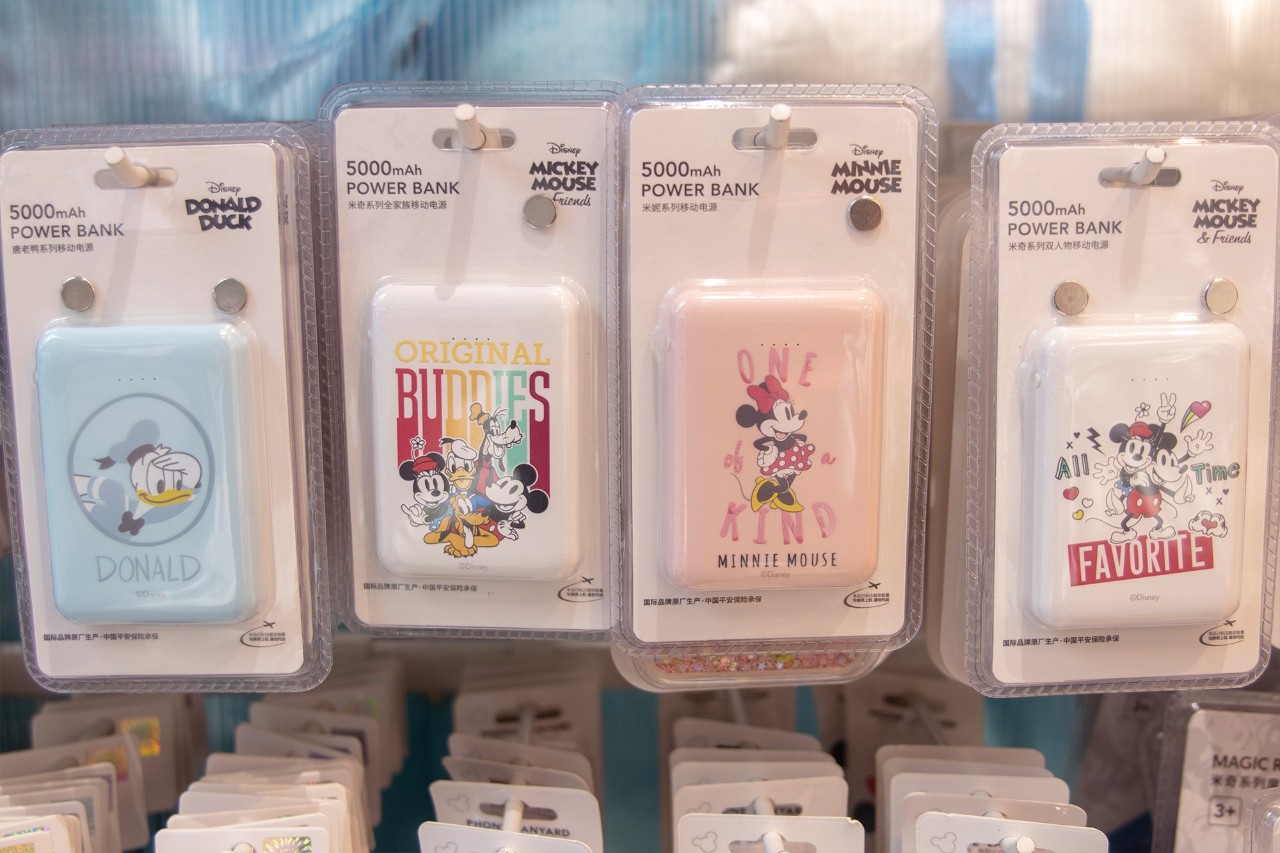 5000mAh
POWER BANK
唐老鸭系列移动电源
Disney
DONALD
DUCK
DONALD
©Disney
国际品牌原厂生产·中国平安保险承保
5000mAh
POWER BANK
米奇系列全家族移动电源
Disney
MICKEY
MOUSE
Friends
ORIGINAL
BUDDIES
©Disney
国际品牌原厂生产·中国平安保险承保
5000mAh
POWER BANK
米妮系列移动电源
Disney
MINNIE
MOUSE
ONE
of a
KIND
MINNIE MOUSE
©Disney
国际品牌原厂生产·中国平安保险承保
5000mAh
POWER BANK
米奇系列双人物移动电源
Disney
MICKEY
MOUSE
& Friends
All Time
FAVORITE
©Disney
国际品牌原厂生产·中国平安保险承保
MAGIC R
米奇系列
3+